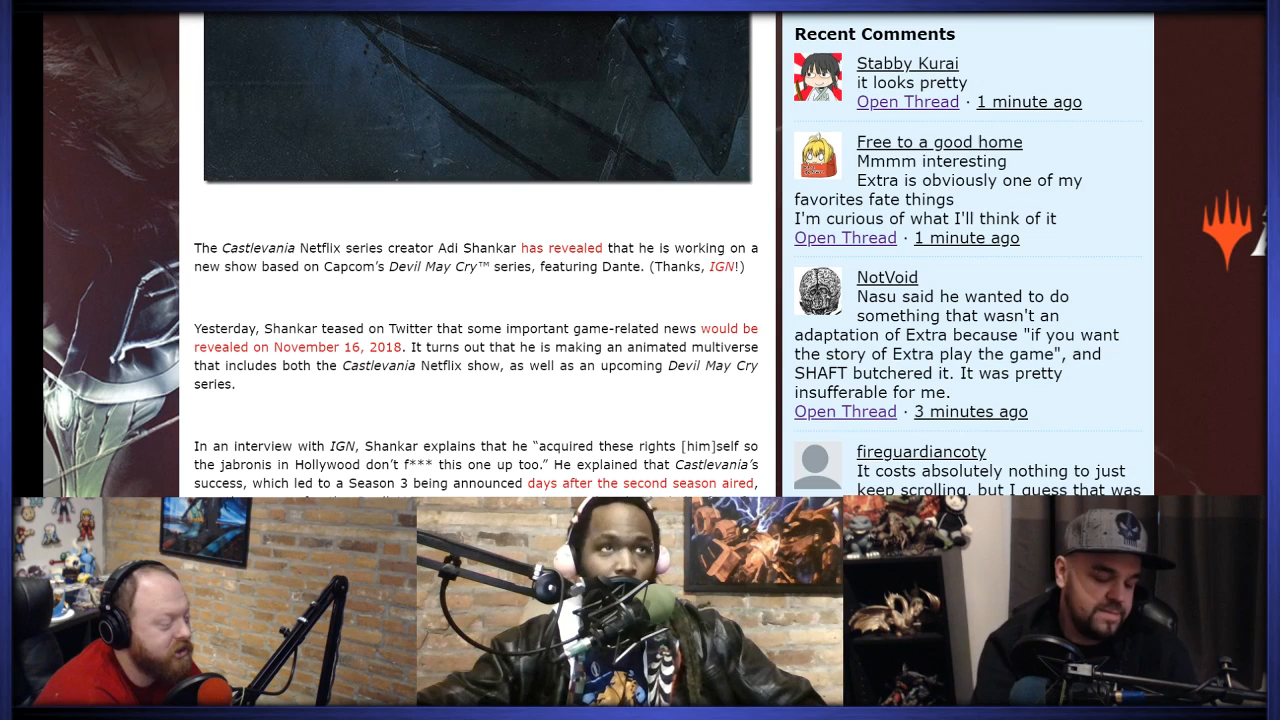 The Castlevania Netflix series creator Adi Shankar has revealed that he is working on a
new show based on Capcom's Devil May Cry™ series, featuring Dante. (Thanks, IGN!)
Yesterday, Shankar teased on Twitter that some important game-related news would be
revealed on November 16, 2018. It turns out that he is making an animated multiverse
that includes both the Castlevania Netflix show, as well as an upcoming Devil May Cry
series.
In an interview with IGN, Shankar explains that he “acquired these rights [him]self so
the jabronis in Hollywood don’t f*** this one up too.” He explained that Castlevania’s
success, which led to a Season 3 being announced days after the second season aired,
Recent Comments
Stabby Kurai
it looks pretty
Open Thread · 1 minute ago
Free to a good home
Mmmm interesting
Extra is obviously one of my
favorites fate things
I'm curious of what I'll think of it
Open Thread · 1 minute ago
NotVoid
Nasu said he wanted to do
something that wasn't an
adaptation of Extra because "if you want
the story of Extra play the game", and
SHAFT butchered it. It was pretty
insufferable for me.
Open Thread · 3 minutes ago
fireguardiancoty
It costs absolutely nothing to just
keep scrolling, but I guess that was